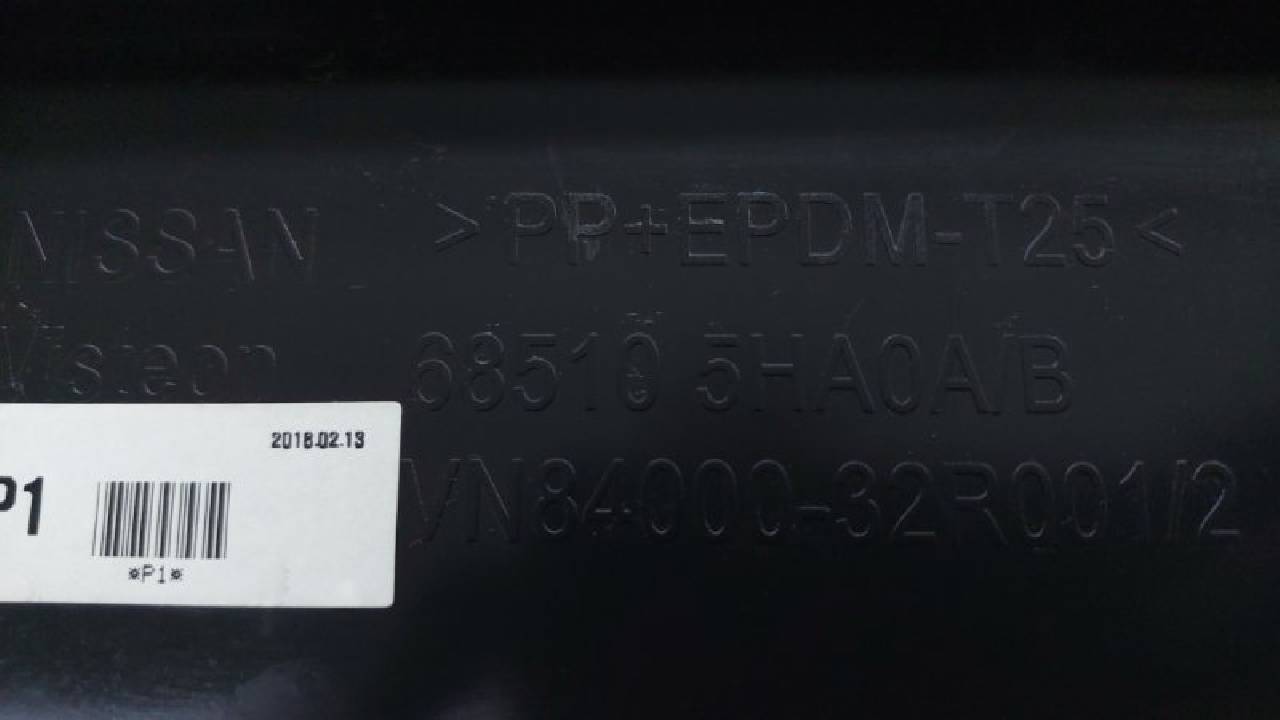 NISSAN >PP+EPDM-T25<
Visteon 68510 5HA0A/B
2018.02.13
VN84000-32R001/2
P1
*P1*